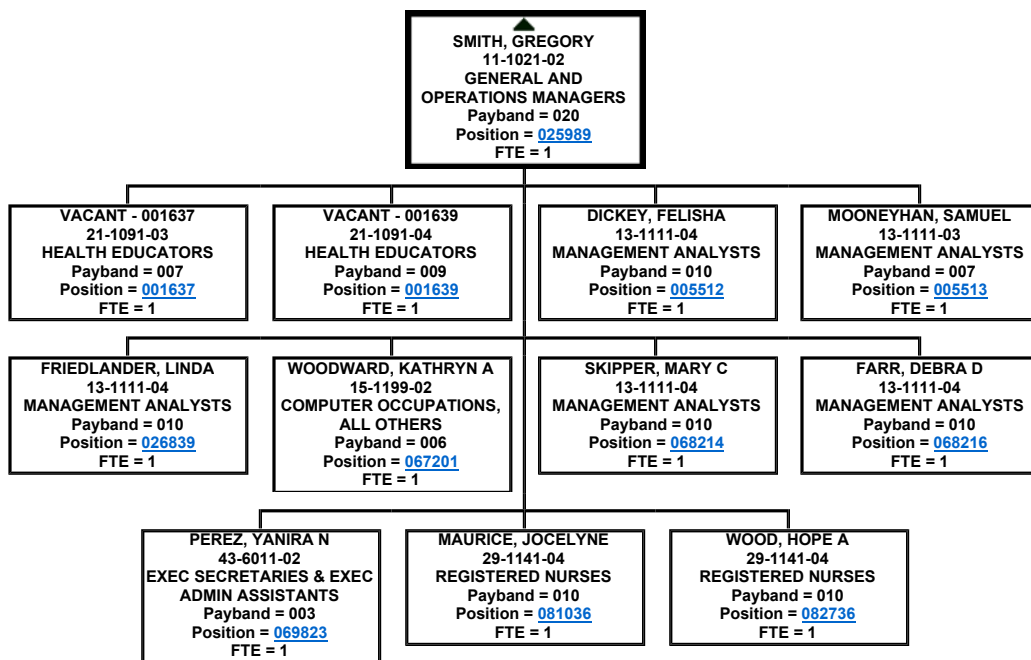 SMITH, GREGORY
11-1021-02
GENERAL AND
OPERATIONS MANAGERS
Payband = 020
Position = 025989
FTE = 1
VACANT - 001637
21-1091-03
HEALTH EDUCATORS
Payband = 007
Position = 001637
FTE = 1
VACANT - 001639
21-1091-04
HEALTH EDUCATORS
Payband = 009
Position = 001639
FTE = 1
DICKEY, FELISHA
13-1111-04
MANAGEMENT ANALYSTS
Payband = 010
Position = 005512
FTE = 1
MOONEYHAN, SAMUEL
13-1111-03
MANAGEMENT ANALYSTS
Payband = 007
Position = 005513
FTE = 1
FRIEDLANDER, LINDA
13-1111-04
MANAGEMENT ANALYSTS
Payband = 010
Position = 026839
FTE = 1
WOODWARD, KATHRYN A
15-1199-02
COMPUTER OCCUPATIONS,
ALL OTHERS
Payband = 006
Position = 067201
FTE = 1
SKIPPER, MARY C
13-1111-04
MANAGEMENT ANALYSTS
Payband = 010
Position = 068214
FTE = 1
FARR, DEBRA D
13-1111-04
MANAGEMENT ANALYSTS
Payband = 010
Position = 068216
FTE = 1
PEREZ, YANIRA N
43-6011-02
EXEC SECRETARIES & EXEC
ADMIN ASSISTANTS
Payband = 003
Position = 069823
FTE = 1
MAURICE, JOCELYNE
29-1141-04
REGISTERED NURSES
Payband = 010
Position = 081036
FTE = 1
WOOD, HOPE A
29-1141-04
REGISTERED NURSES
Payband = 010
Position = 082736
FTE = 1